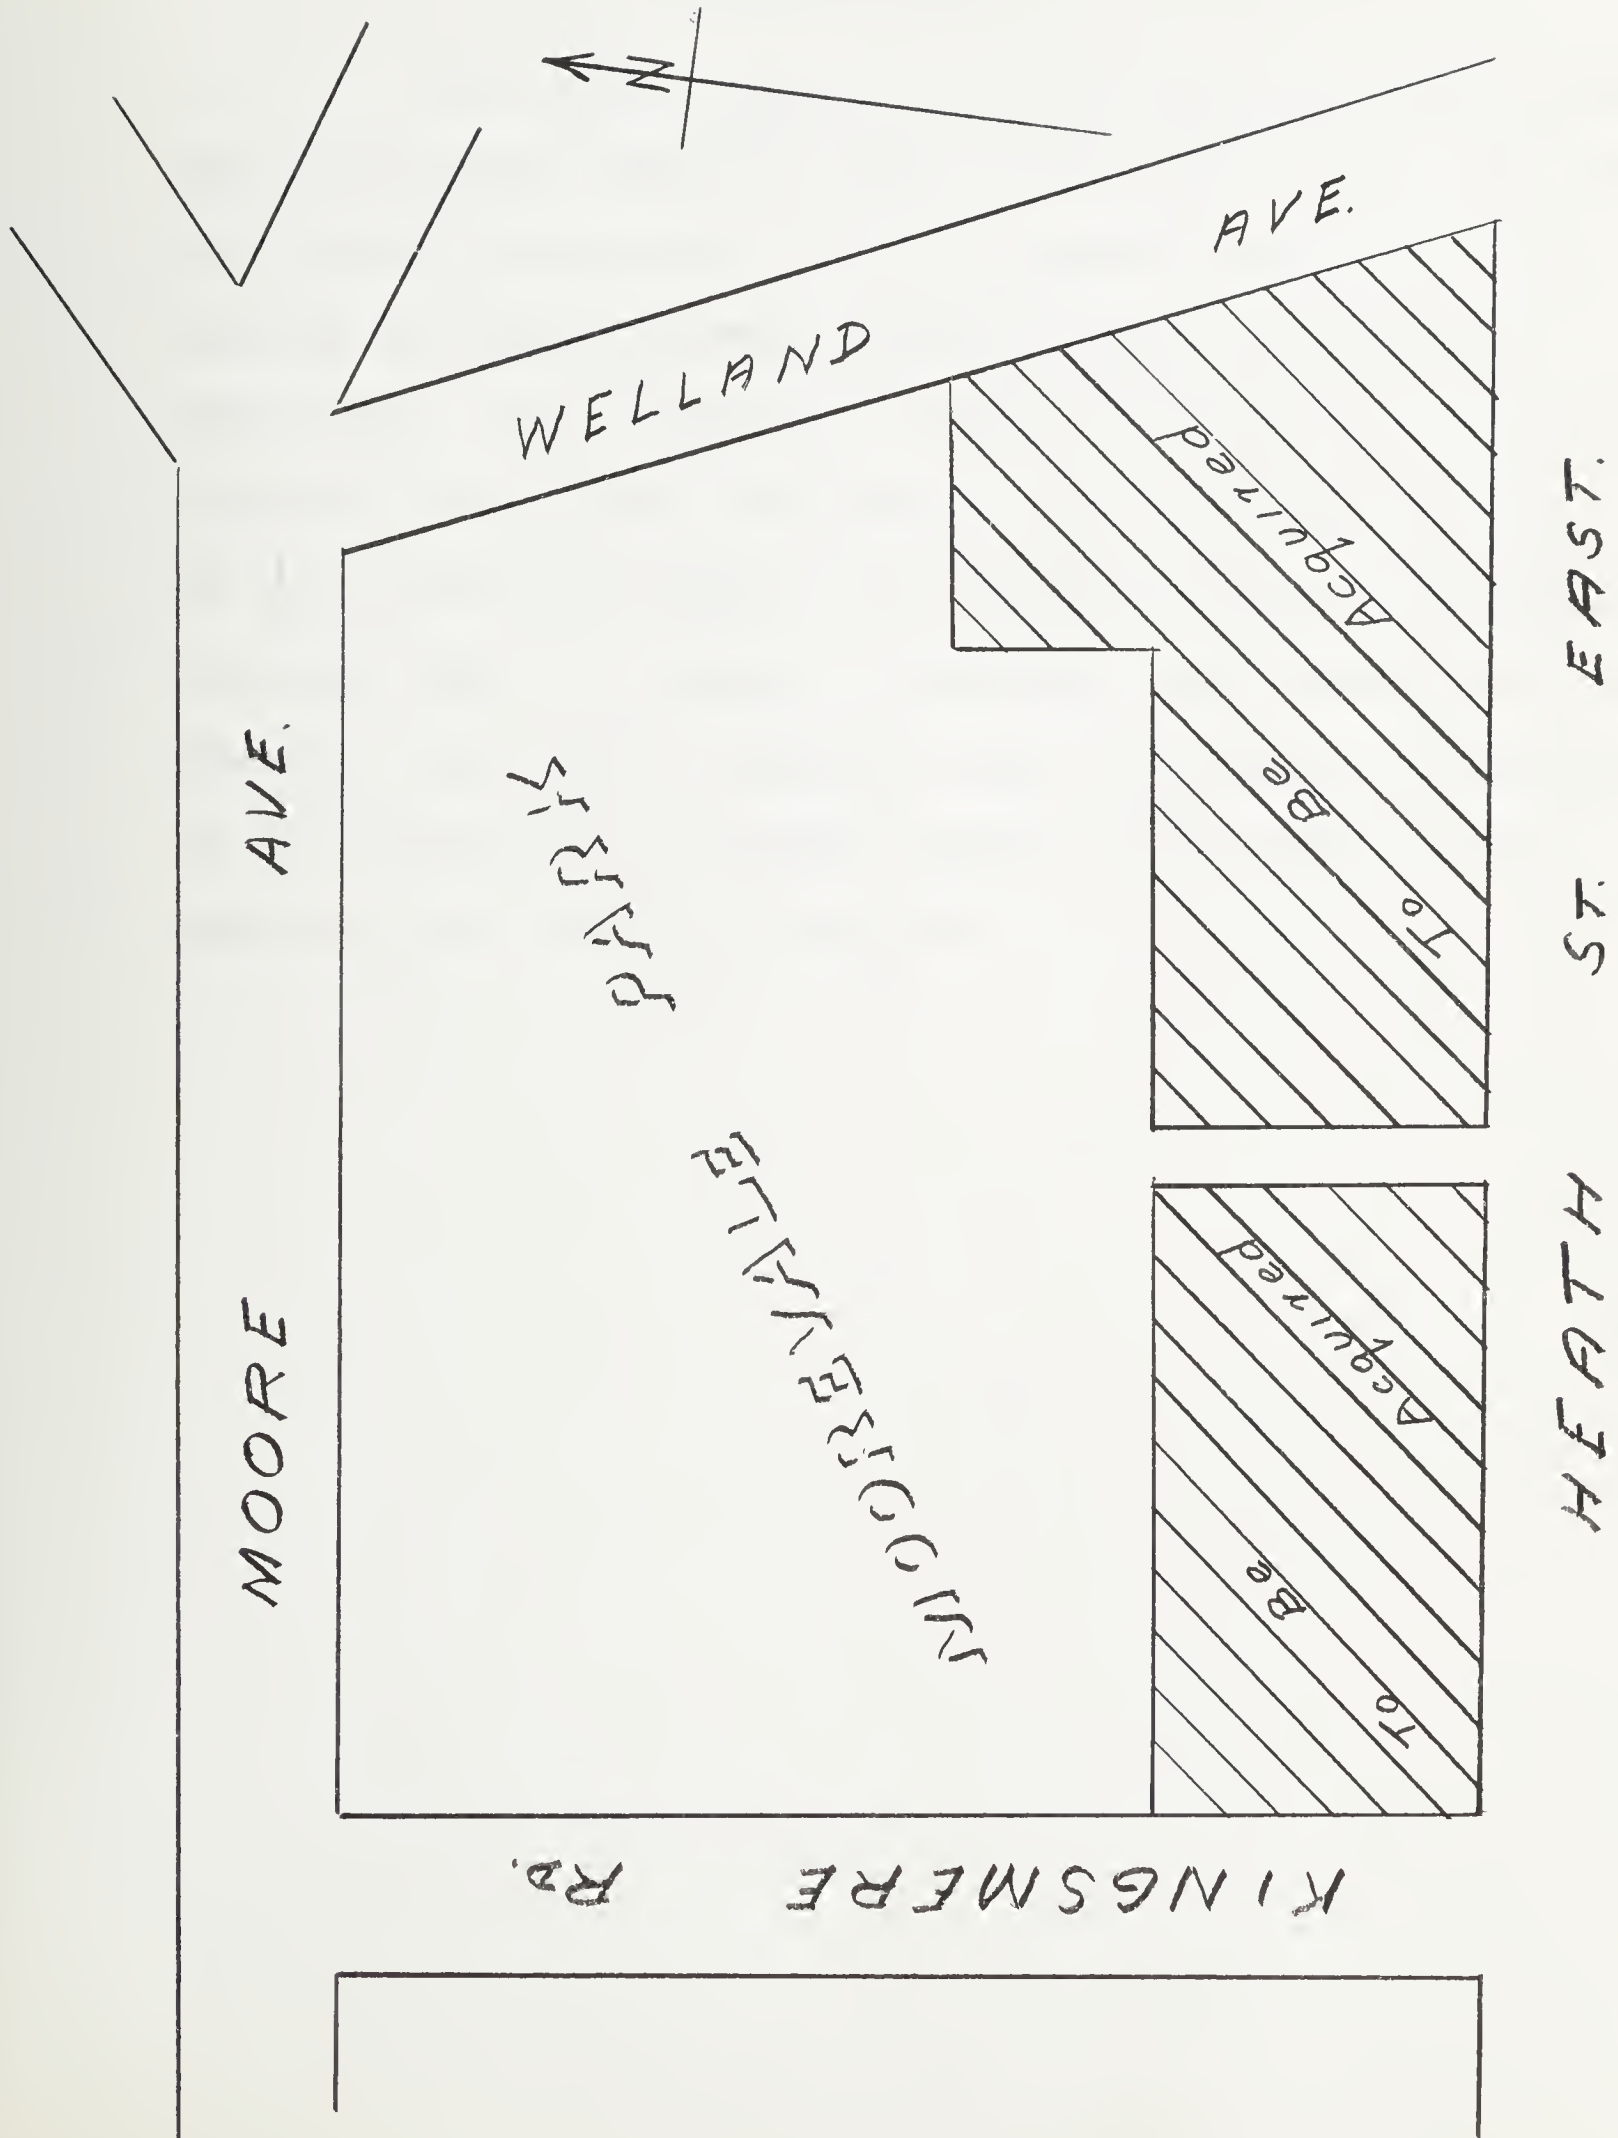 N
MOORE AVE.
WELLAND AVE.
MOOREVALE PARK
To Be Acquired
To Be Acquired
KINGSMERE RD.
HEATH ST. EAST.